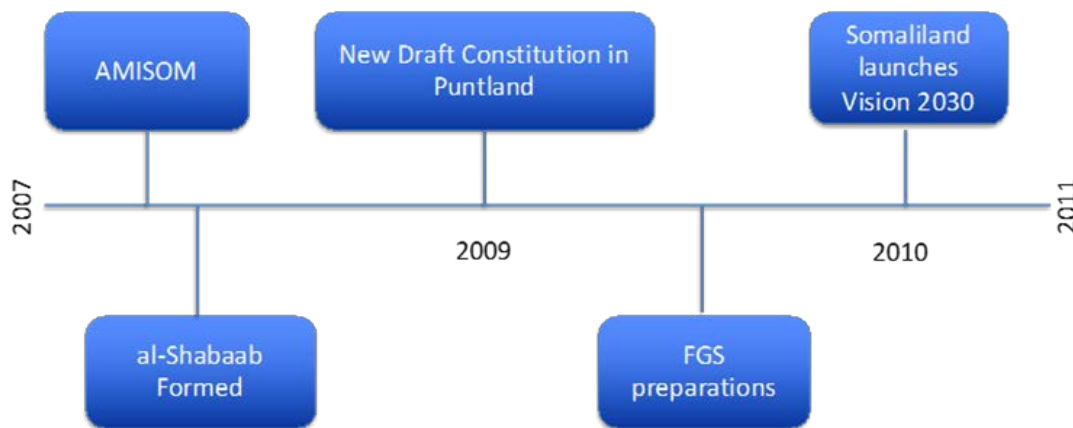 AMISOM
New Draft Constitution in
Puntland
Somaliland
launches
Vision 2030
2007
2009
2010
2011
al-Shabaab
Formed
FGS
preparations